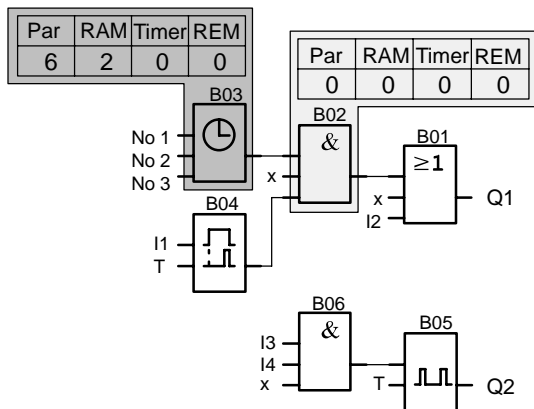 Par RAM Timer REM
6 2 0 0
Par RAM Timer REM
0 0 0 0
B03
No 1
No 2
No 3
B02
&
x
B01
≥1
x
I2
Q1
B04
I1
T
B06
&
I3
I4
x
B05
T
Q2